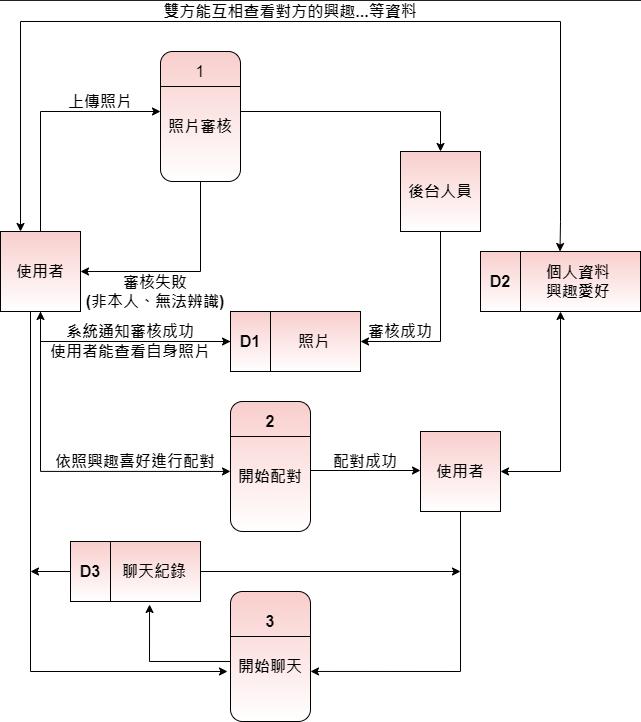 雙方能互相查看對方的興趣...等資料
1
上傳照片
照片審核
後台人員
使用者
審核失敗
(非本人、無法辨識)
D2
個人資料
興趣愛好
系統通知審核成功
使用者能查看自身照片
D1
照片
審核成功
2
依照興趣喜好進行配對
開始配對
配對成功
使用者
D3
聊天紀錄
3
開始聊天